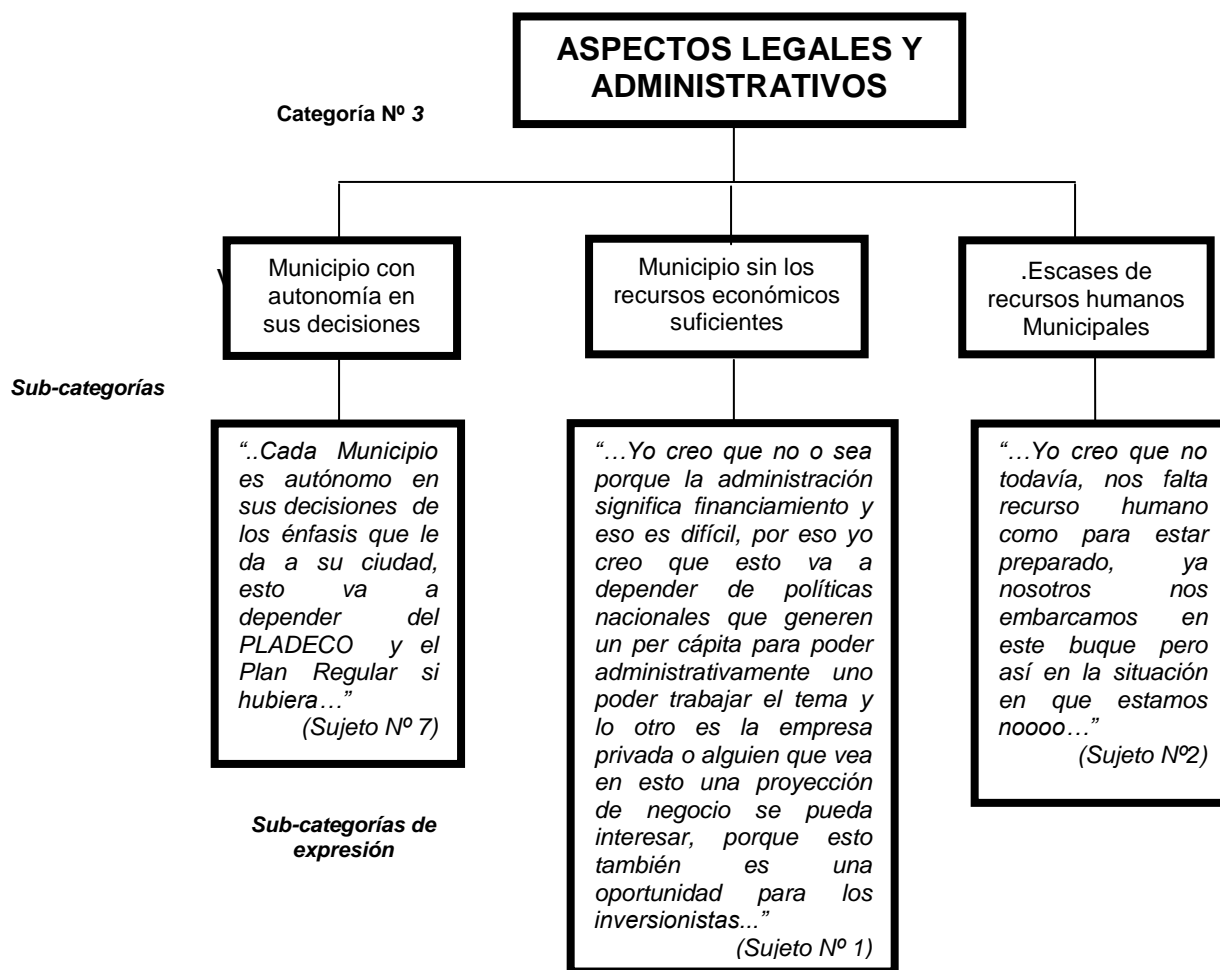 ASPECTOS LEGALES Y
ADMINISTRATIVOS
Categoría Nº 3
Municipio con
autonomía en
sus decisiones
Municipio sin los
recursos económicos
suficientes
.Escases de
recursos humanos
Municipales
Sub-categorías
“..Cada Municipio
es autónomo en
sus decisiones de
los énfasis que le
da a su ciudad,
esto va a
depender del
PLADECO y el
Plan Regular si
hubiera…”
(Sujeto Nº 7)
“…Yo creo que no o sea
porque la administración
significa financiamiento y
eso es difícil, por eso yo
creo que esto va a
depender de políticas
nacionales que generen
un per cápita para poder
administrativamente uno
poder trabajar el tema y
lo otro es la empresa
privada o alguien que vea
en esto una proyección
de negocio se pueda
interesar, porque esto
también es una
oportunidad para los
inversionistas...”
(Sujeto Nº 1)
“…Yo creo que no
todavía, nos falta
recurso humano
como para estar
preparado, ya
nosotros nos
embarcamos en
este buque pero
así en la situación
en que estamos
noooo…”
(Sujeto Nº2)
Sub-categorías de
expresión